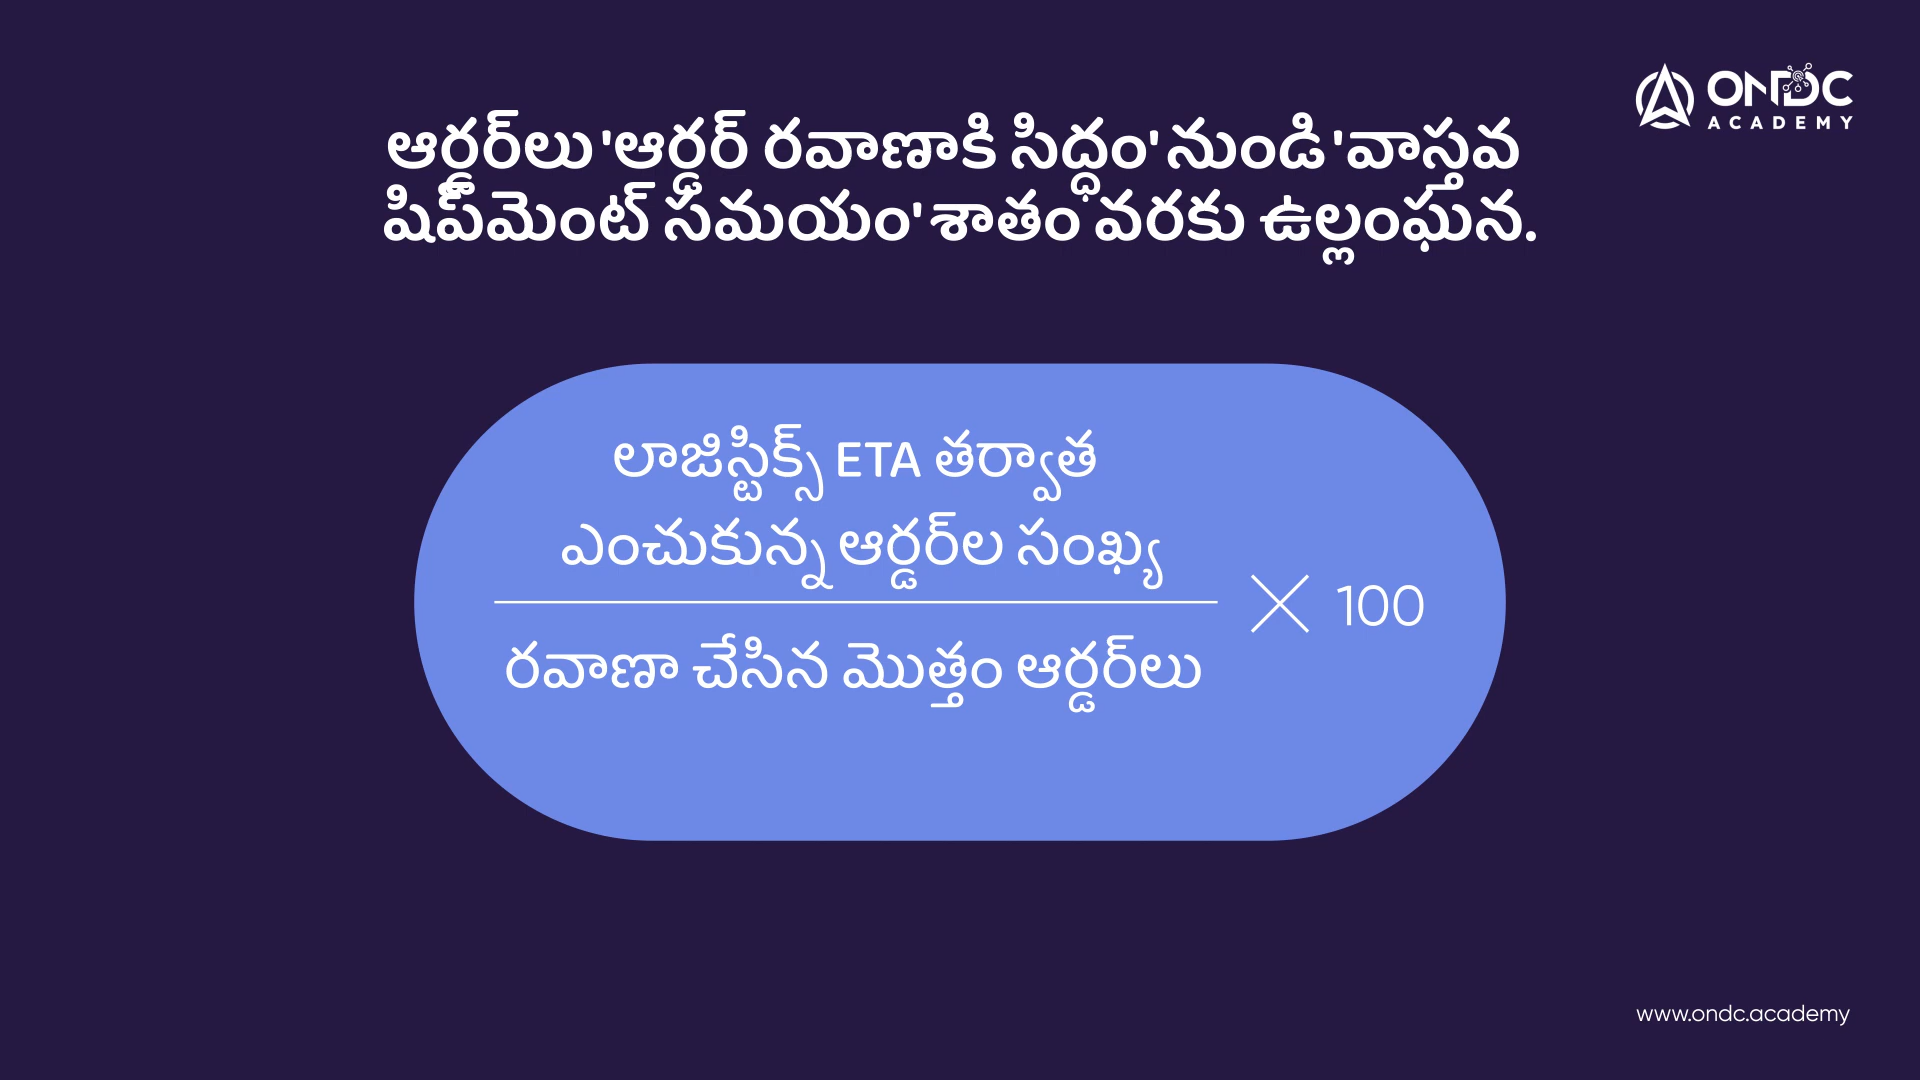 ONDC
ACADEMY
ఆర్డర్‌లు 'ఆర్డర్ రవాణాకి సిద్ధం' నుండి 'వాస్తవ
షిప్‌మెంట్ సమయం' శాతం వరకు ఉల్లంఘన.
లాజిస్టిక్స్ ETA తర్వాత
ఎంచుకున్న ఆర్డర్‌ల సంఖ్య
× 100
రవాణా చేసిన మొత్తం ఆర్డర్‌లు
www.ondc.academy